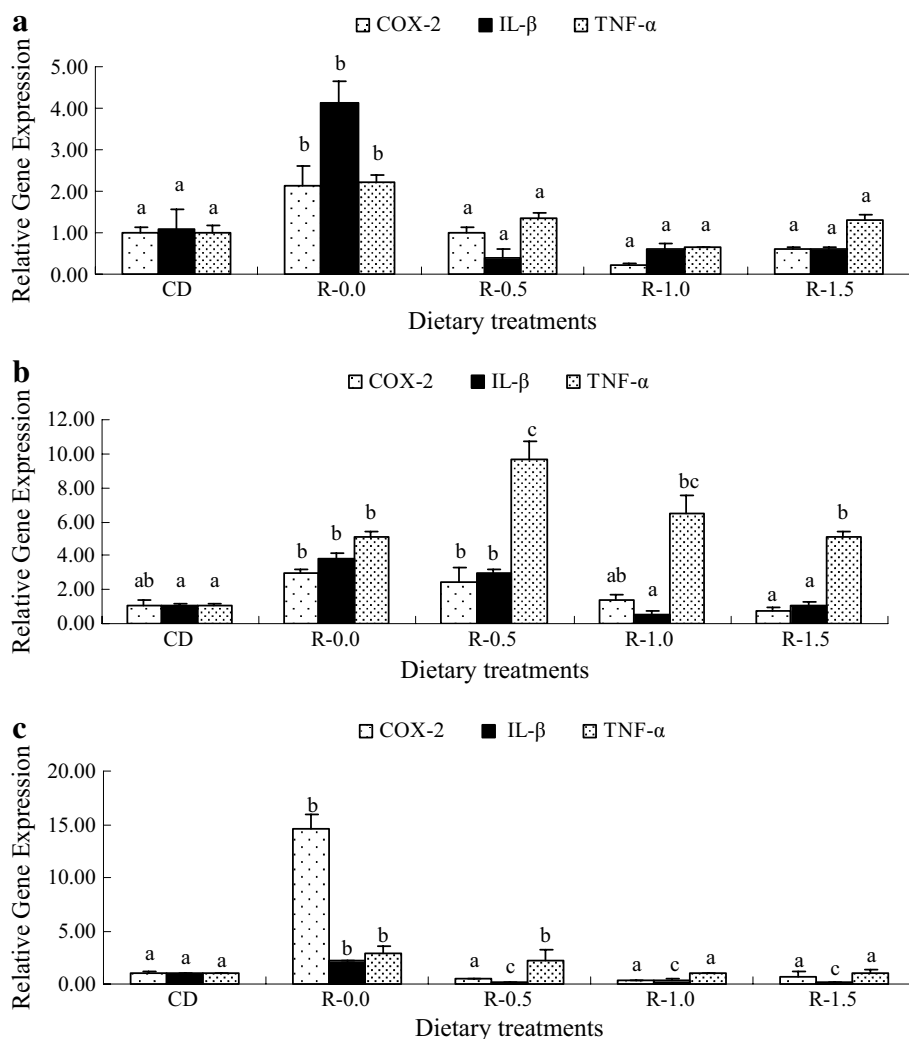 a
COX-2 IL-β TNF-α
Relative Gene Expression
5.00
4.00
3.00
2.00
1.00
0.00
a a a b b b a a a a a a a a a
CD R-0.0 R-0.5 R-1.0 R-1.5
Dietary treatments
b
COX-2 IL-β TNF-α
Relative Gene Expression
12.00
10.00
8.00
6.00
4.00
2.00
0.00
ab a a b b b b b c ab a bc a a b
CD R-0.0 R-0.5 R-1.0 R-1.5
Dietary treatments
c
COX-2 IL-β TNF-α
Relative Gene Expression
20.00
15.00
10.00
5.00
0.00
a a a b b b a c b a c a a c a
CD R-0.0 R-0.5 R-1.0 R-1.5
Dietary treatments